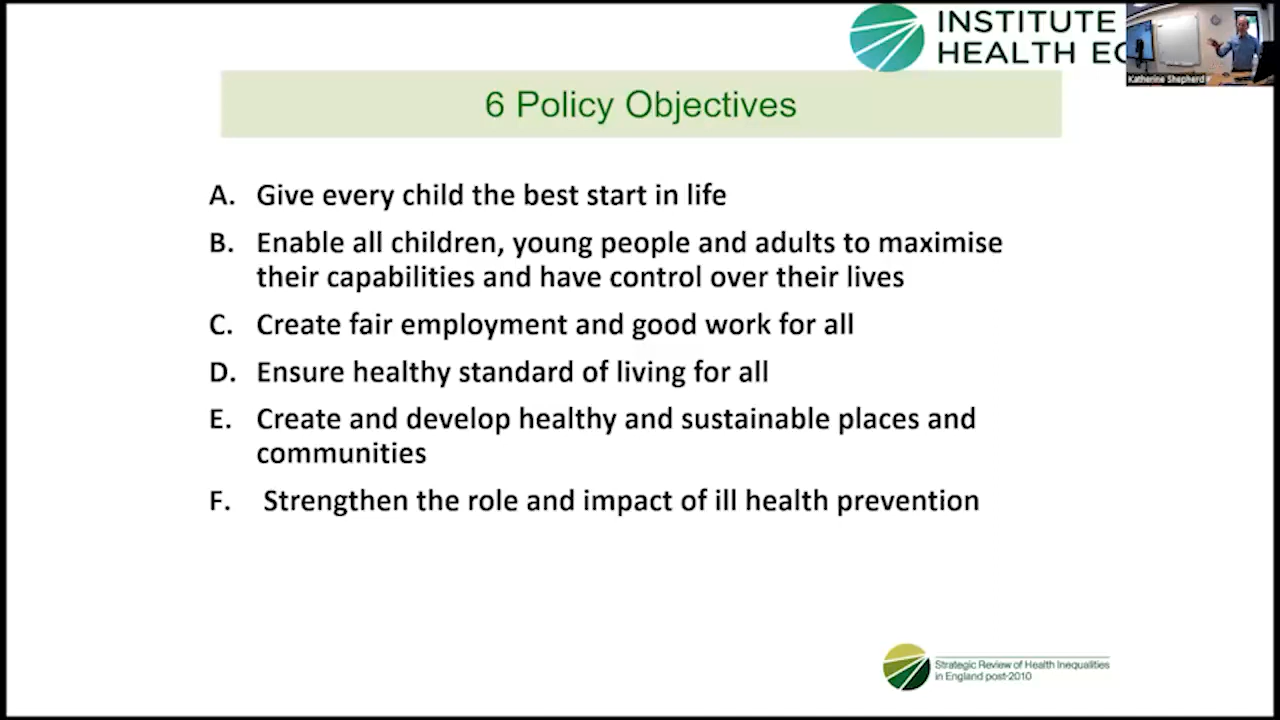 INSTITUTE
HEALTH EC
Katherine Shepherd
6 Policy Objectives
A. Give every child the best start in life
B. Enable all children, young people and adults to maximise
their capabilities and have control over their lives
C. Create fair employment and good work for all
D. Ensure healthy standard of living for all
E. Create and develop healthy and sustainable places and
communities
F. Strengthen the role and impact of ill health prevention
Strategic Review of Health Inequalities
in England post-2010